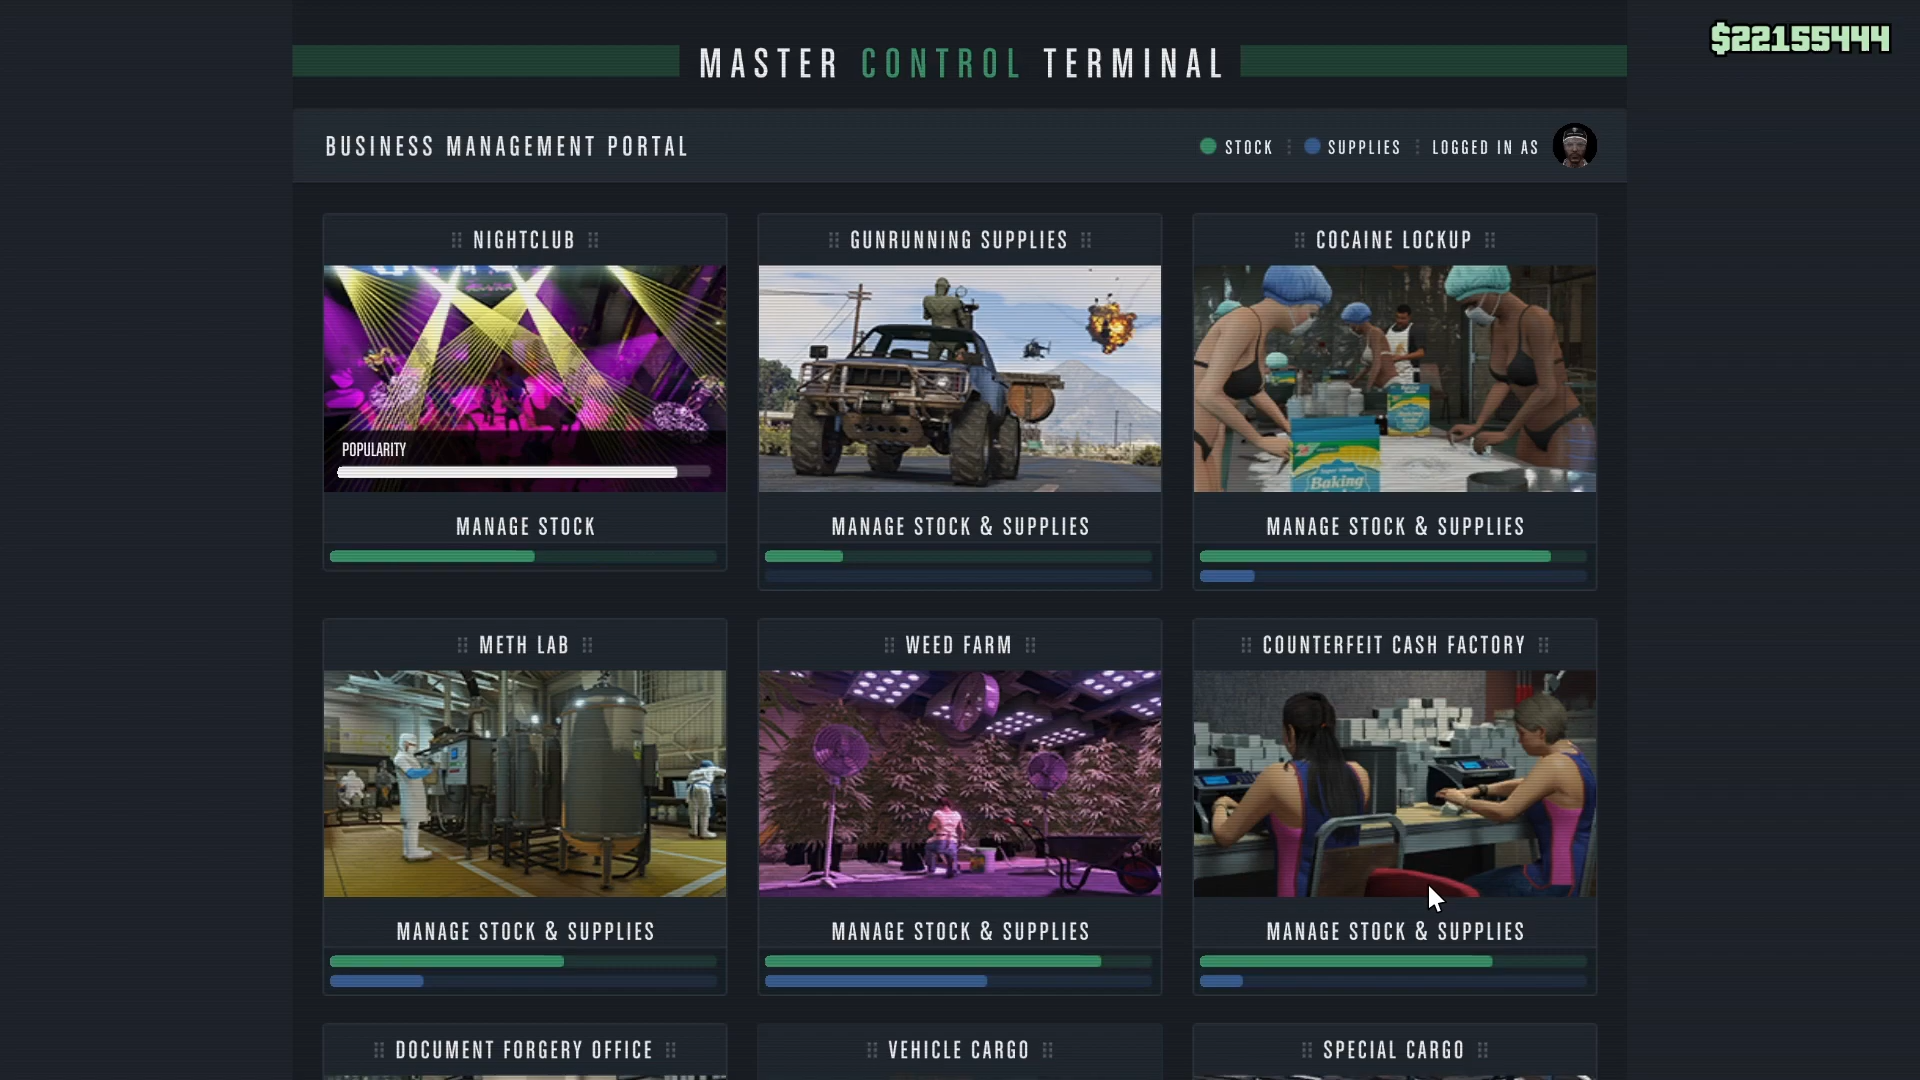 $22155444
MASTER CONTROL TERMINAL
BUSINESS MANAGEMENT PORTAL
STOCK
SUPPLIES
LOGGED IN AS
NIGHTCLUB
GUNRUNNING SUPPLIES
COCAINE LOCKUP
POPULARITY
Baking
MANAGE STOCK
MANAGE STOCK & SUPPLIES
MANAGE STOCK & SUPPLIES
METH LAB
WEED FARM
COUNTERFEIT CASH FACTORY
MANAGE STOCK & SUPPLIES
MANAGE STOCK & SUPPLIES
MANAGE STOCK & SUPPLIES
DOCUMENT FORGERY OFFICE
VEHICLE CARGO
SPECIAL CARGO